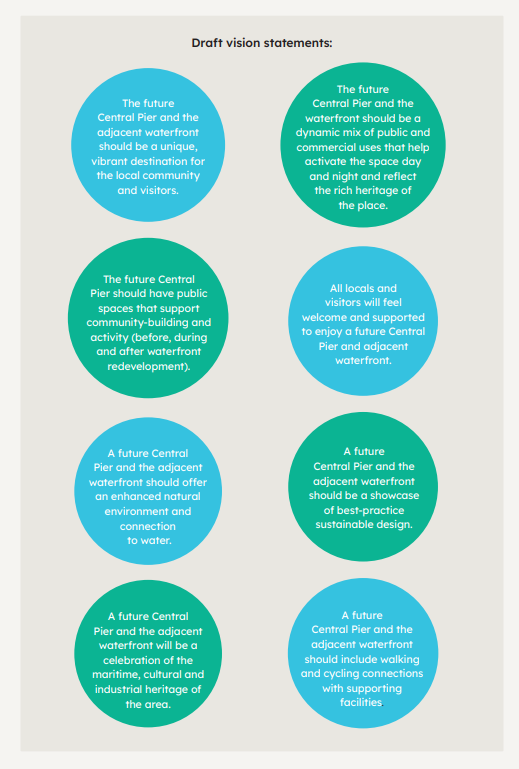 Draft vision statements:
The future
Central Pier and the
adjacent waterfront
should be a unique,
vibrant destination for
the local community
and visitors.
The future
Central Pier and the
waterfront should be a
dynamic mix of public and
commercial uses that help
activate the space day
and night and reflect
the rich heritage of
the place.
The future Central
Pier should have public
spaces that support
community-building and
activity (before, during
and after waterfront
redevelopment).
All locals and
visitors will feel
welcome and supported
to enjoy a future Central
Pier and adjacent
waterfront.
A future Central
Pier and the adjacent
waterfront should offer
an enhanced natural
environment and
connection
to water.
A future
Central Pier and the
adjacent waterfront
should be a showcase
of best-practice
sustainable design.
A future Central
Pier and the adjacent
waterfront will be a
celebration of the
maritime, cultural and
industrial heritage of
the area.
A future
Central Pier and the
adjacent waterfront
should include walking
and cycling connections
with supporting
facilities.